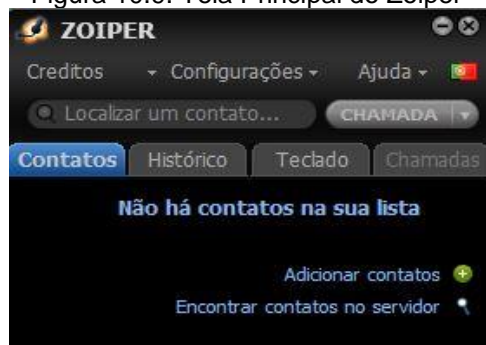 ZOIPER
Creditos Configurações Ajuda
Localizar um contato... CHAMADA
Contatos Histórico Teclado Chamadas
Não há contatos na sua lista
Adicionar contatos
Encontrar contatos no servidor